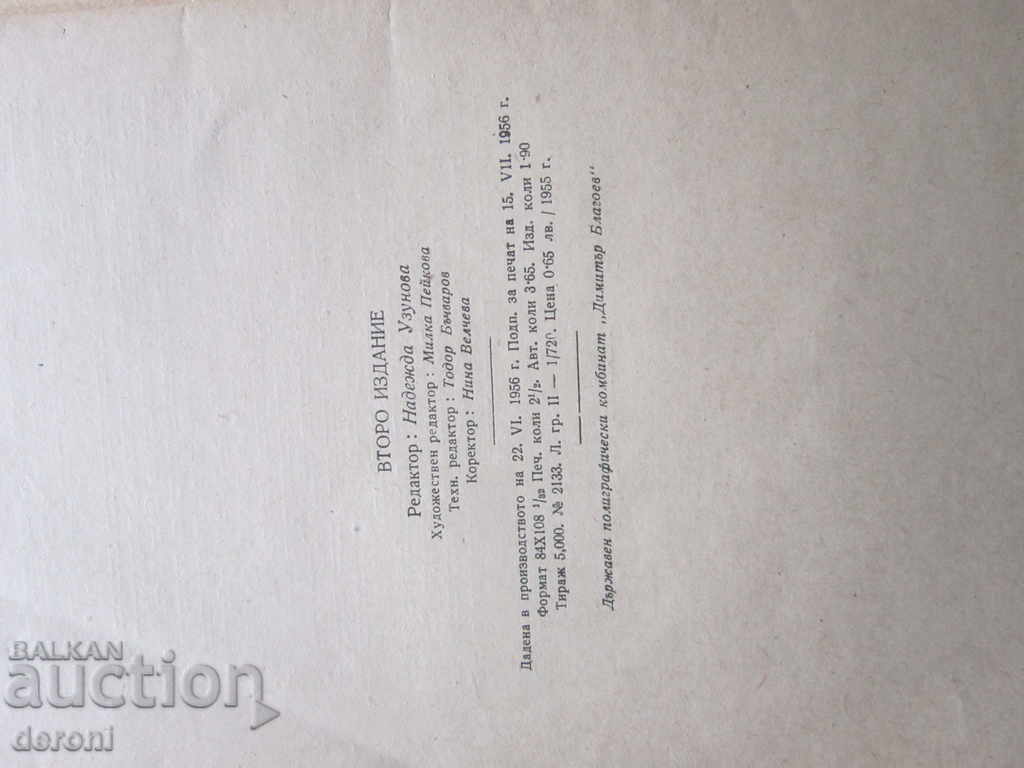 ВТОРО ИЗДАНИЕ
Редактор: Надежда Узунова
Художествен редактор: Милка Пейкова
Техн. редактор: Тодор Бъчваров
Коректор: Нина Велчева
Дадена в производството на 22. VI. 1956 г. Подп. за печат на 15. VII. 1956 г.
Формат 84X108 1/32 Печ. коли 2 1/2. Авт. коли 3·65. Изд. коли 1·90
Тираж 5,000. № 2133. Л. гр. II — 1/720. Цена 0·65 лв. / 1955 г.
Държавен полиграфически комбинат „Димитър Благоев“
BALKAN
auction
deroni